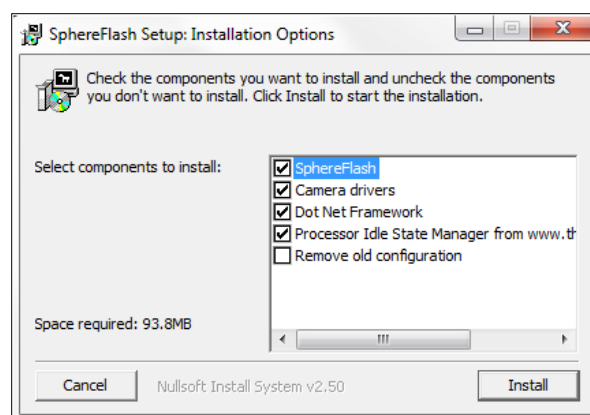 SphereFlash Setup: Installation Options
Check the components you want to install and uncheck the components
you don't want to install. Click Install to start the installation.
Select components to install:
SphereFlash
Camera drivers
Dot Net Framework
Processor Idle State Manager from www.th
Remove old configuration
Space required: 93.8MB
Cancel
Nullsoft Install System v2.50
Install